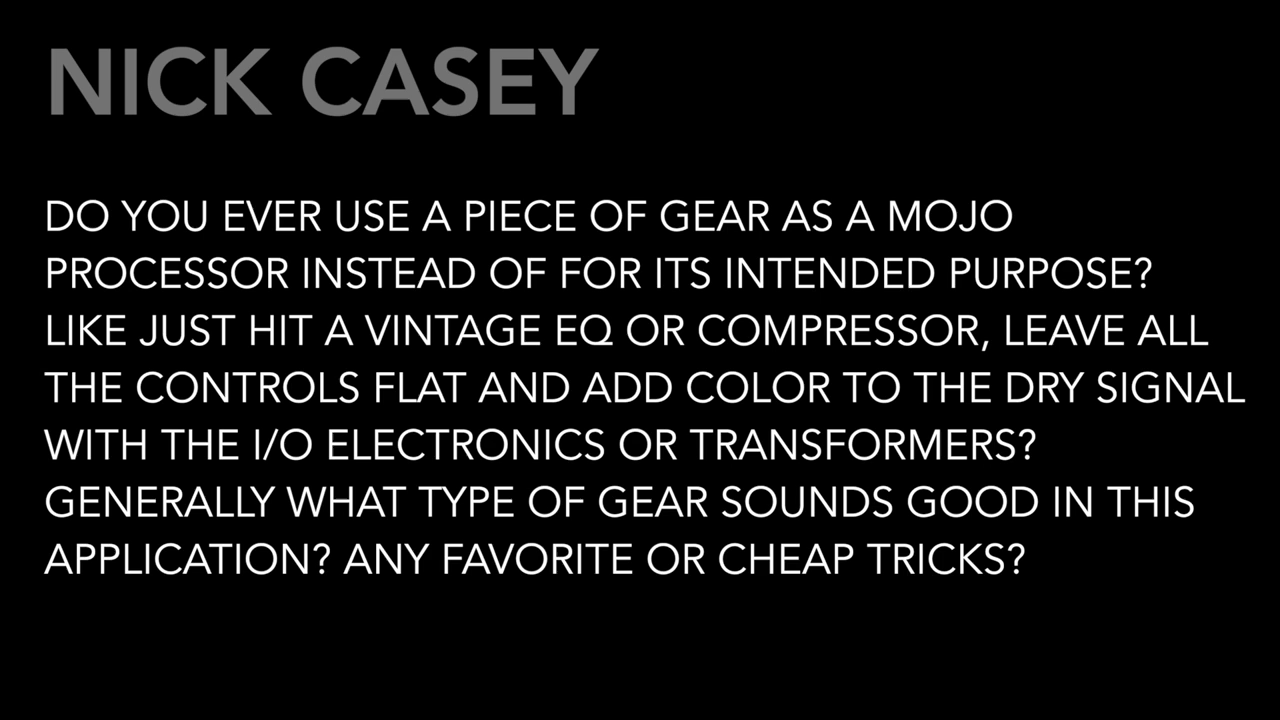 NICK CASEY
DO YOU EVER USE A PIECE OF GEAR AS A MOJO
PROCESSOR INSTEAD OF FOR ITS INTENDED PURPOSE?
LIKE JUST HIT A VINTAGE EQ OR COMPRESSOR, LEAVE ALL
THE CONTROLS FLAT AND ADD COLOR TO THE DRY SIGNAL
WITH THE I/O ELECTRONICS OR TRANSFORMERS?
GENERALLY WHAT TYPE OF GEAR SOUNDS GOOD IN THIS
APPLICATION? ANY FAVORITE OR CHEAP TRICKS?